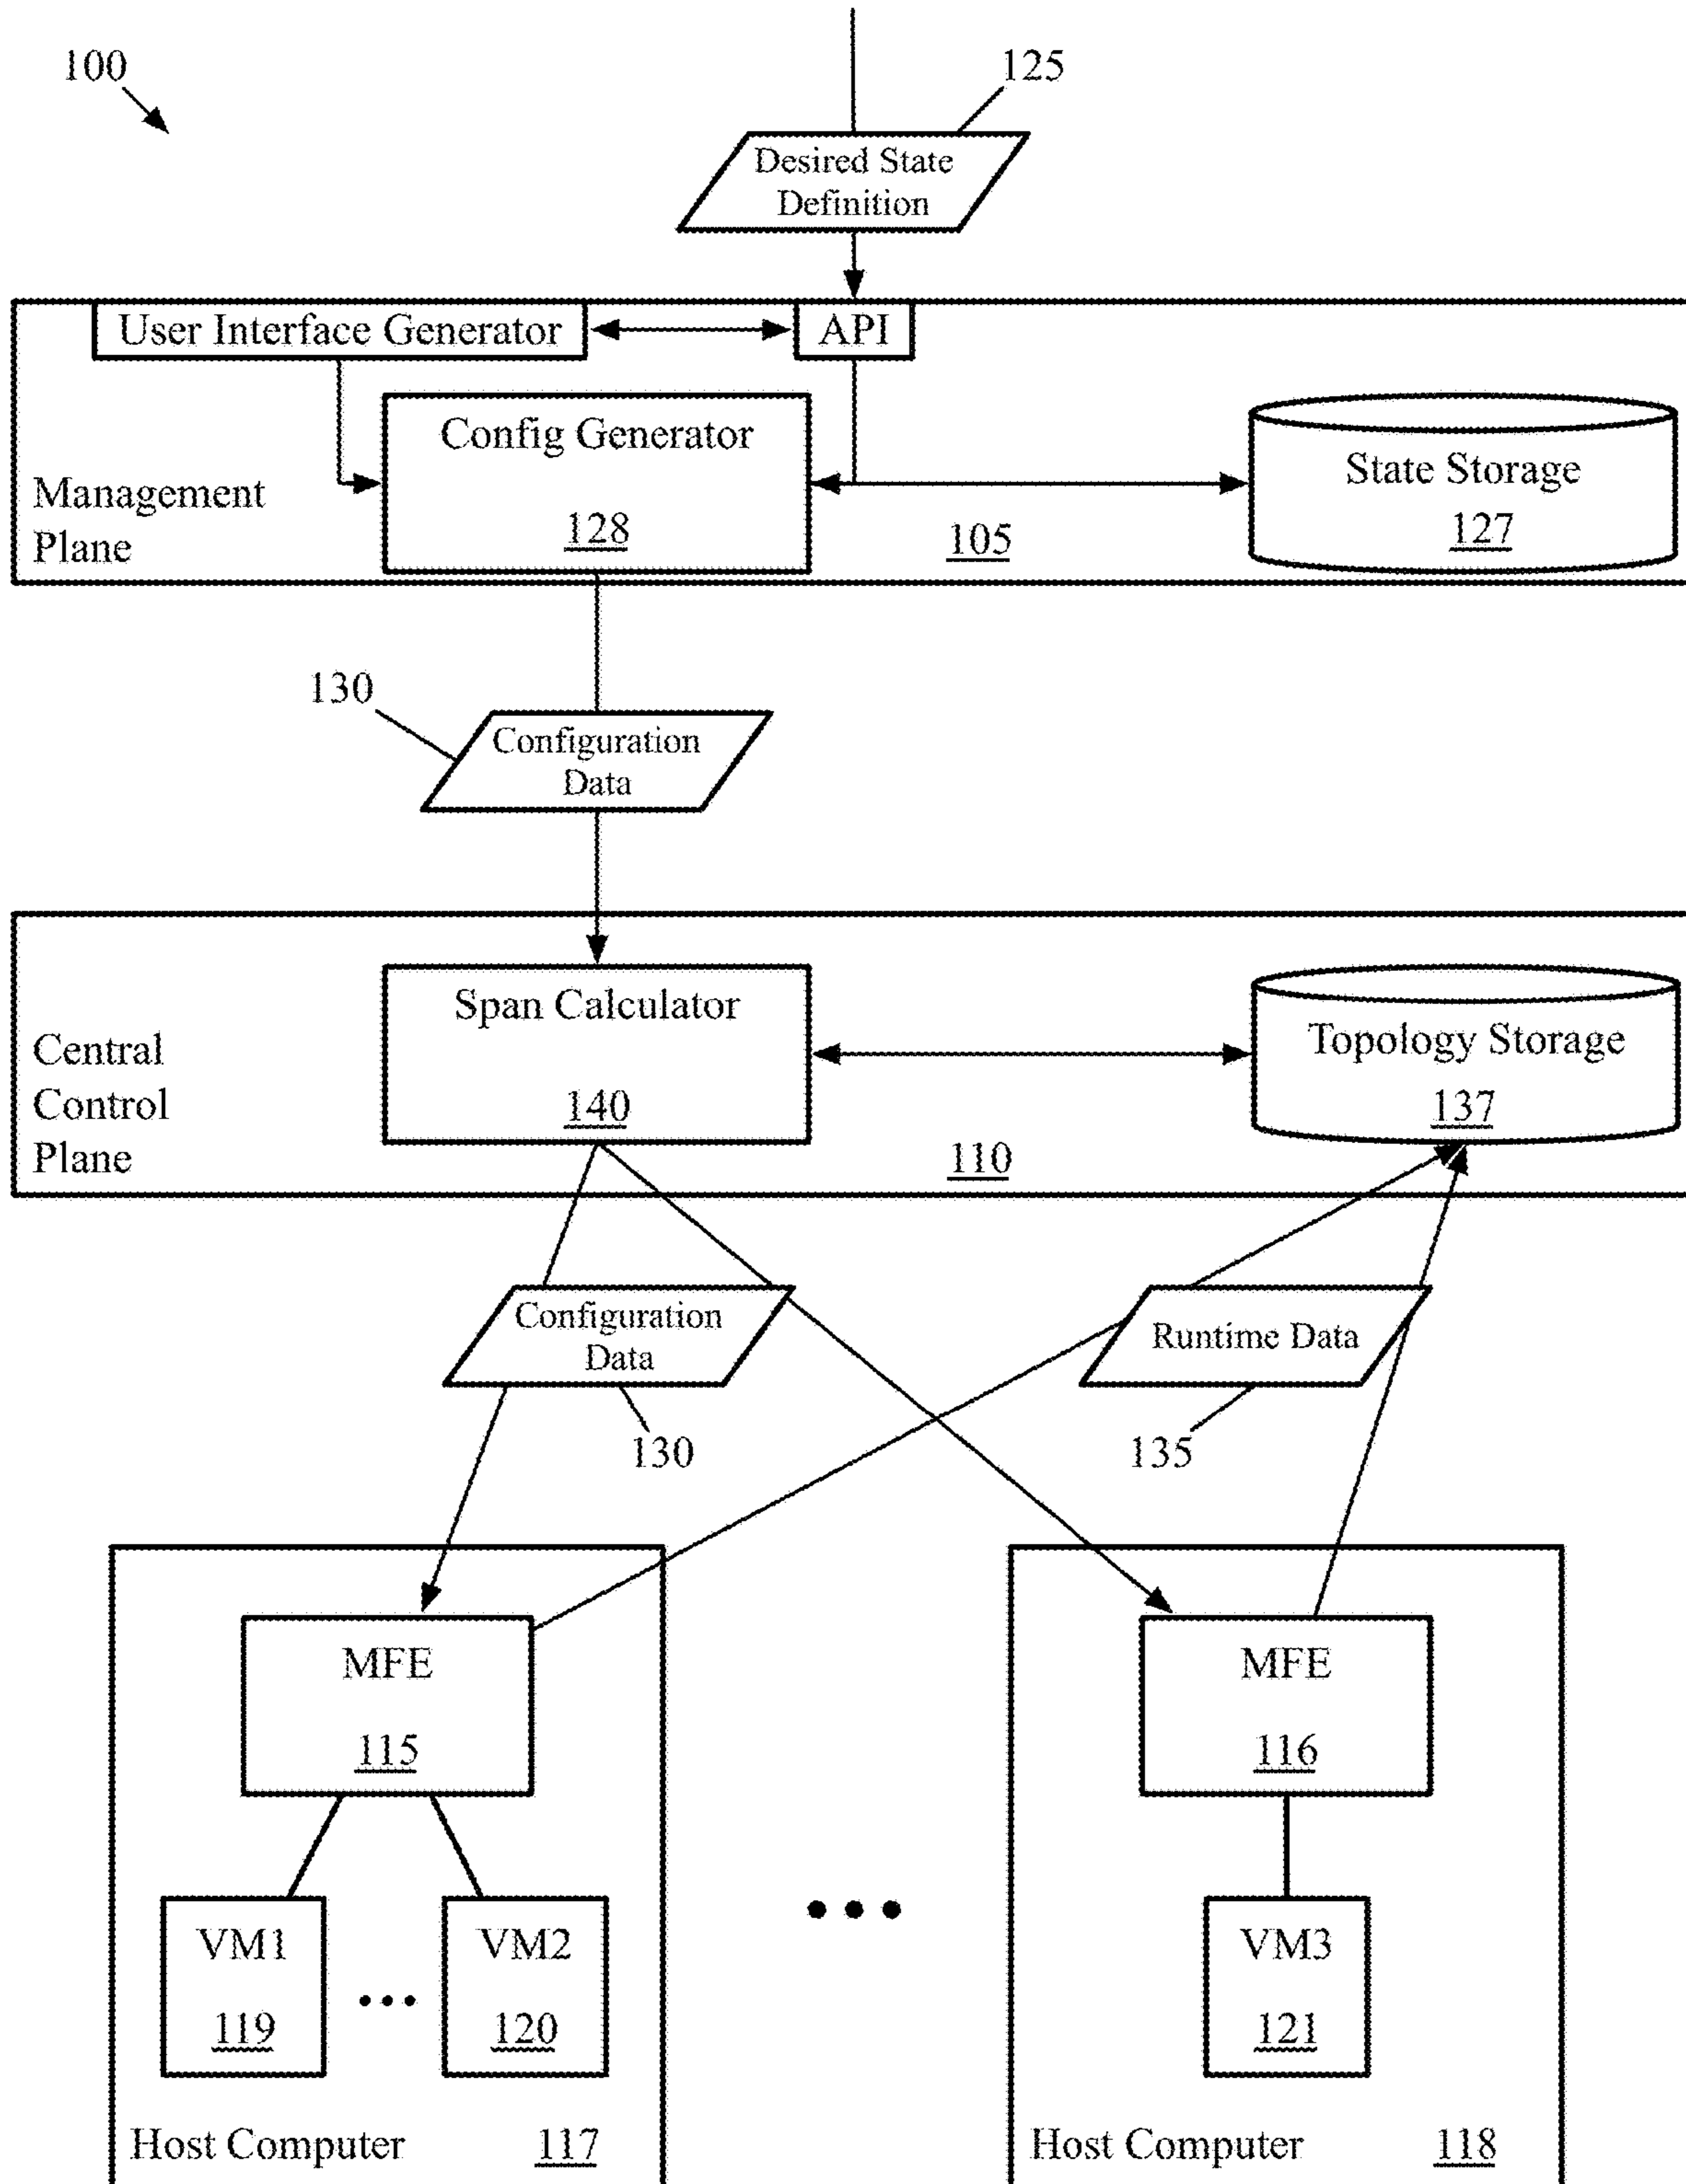 100
125
Desired State
Definition
User Interface Generator
API
Config Generator
128
Management
Plane
105
State Storage
127
130
Configuration
Data
Span Calculator
140
Central
Control
Plane
110
Topology Storage
137
Configuration
Data
130
Runtime Data
135
MFE
115
MFE
116
VM1
119
...
VM2
120
...
VM3
121
Host Computer 117
Host Computer 118